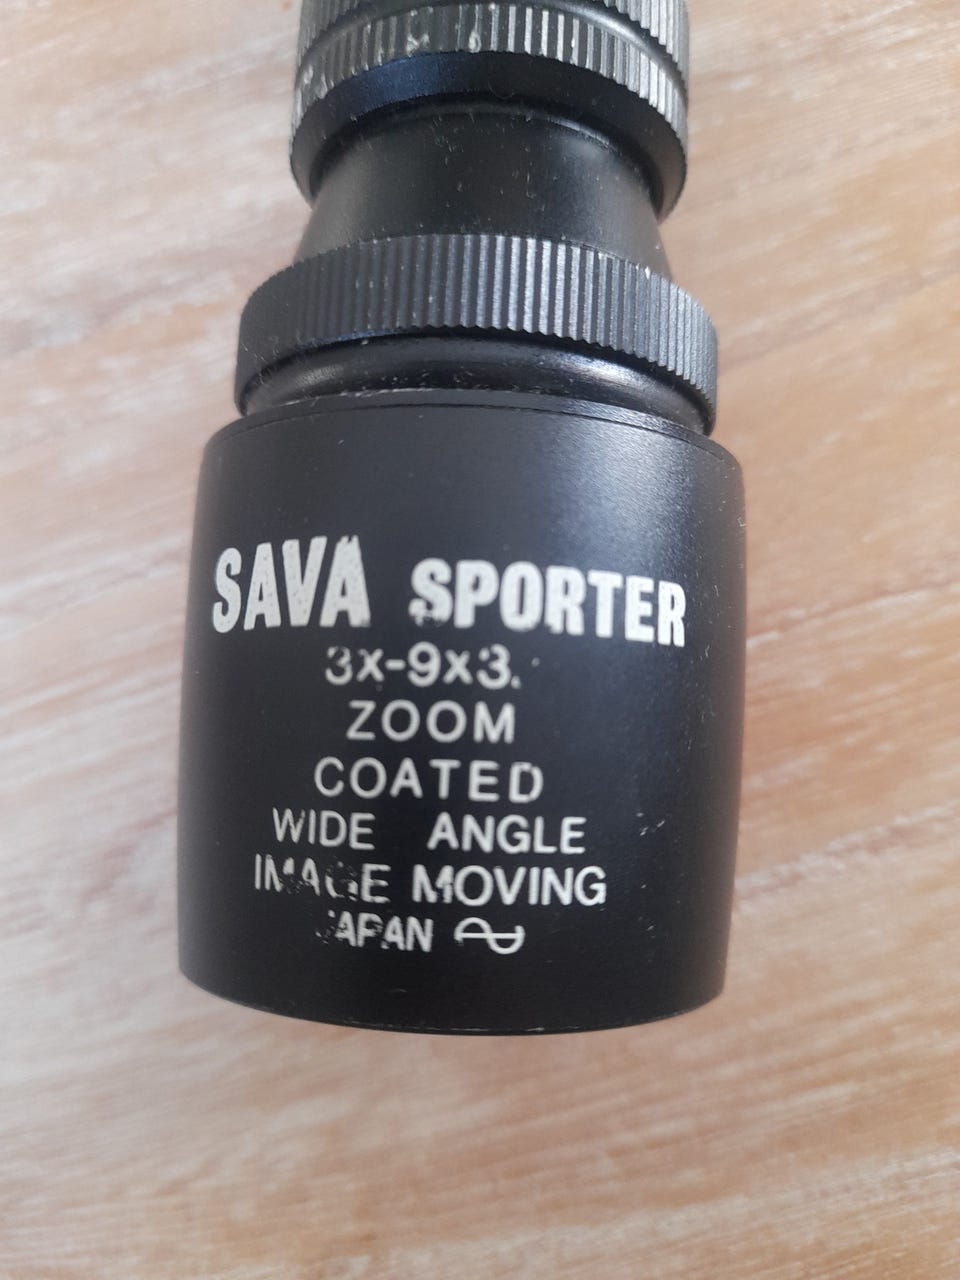 SAVA SPORTER
3x-9x3.
ZOOM
COATED
WIDE ANGLE
IMAGE MOVING
JAPAN